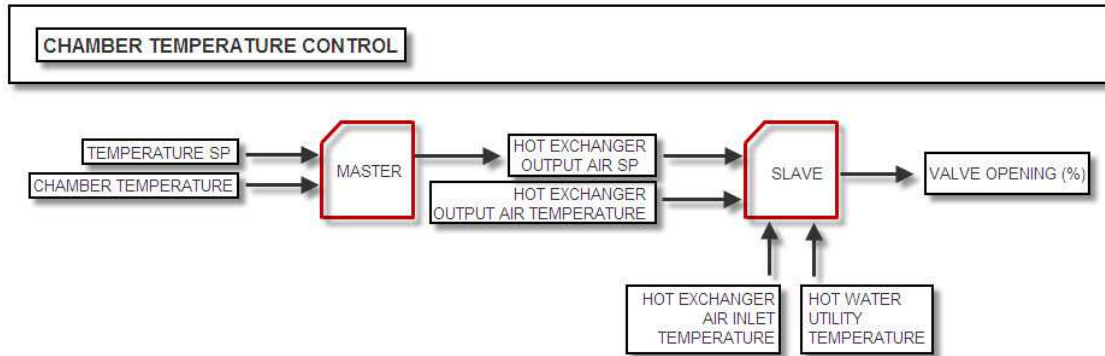 CHAMBER TEMPERATURE CONTROL
TEMPERATURE SP
CHAMBER TEMPERATURE
MASTER
HOT EXCHANGER
OUTPUT AIR SP
HOT EXCHANGER
OUTPUT AIR TEMPERATURE
SLAVE
VALVE OPENING (%)
HOT EXCHANGER
AIR INLET
TEMPERATURE
HOT WATER
UTILITY
TEMPERATURE